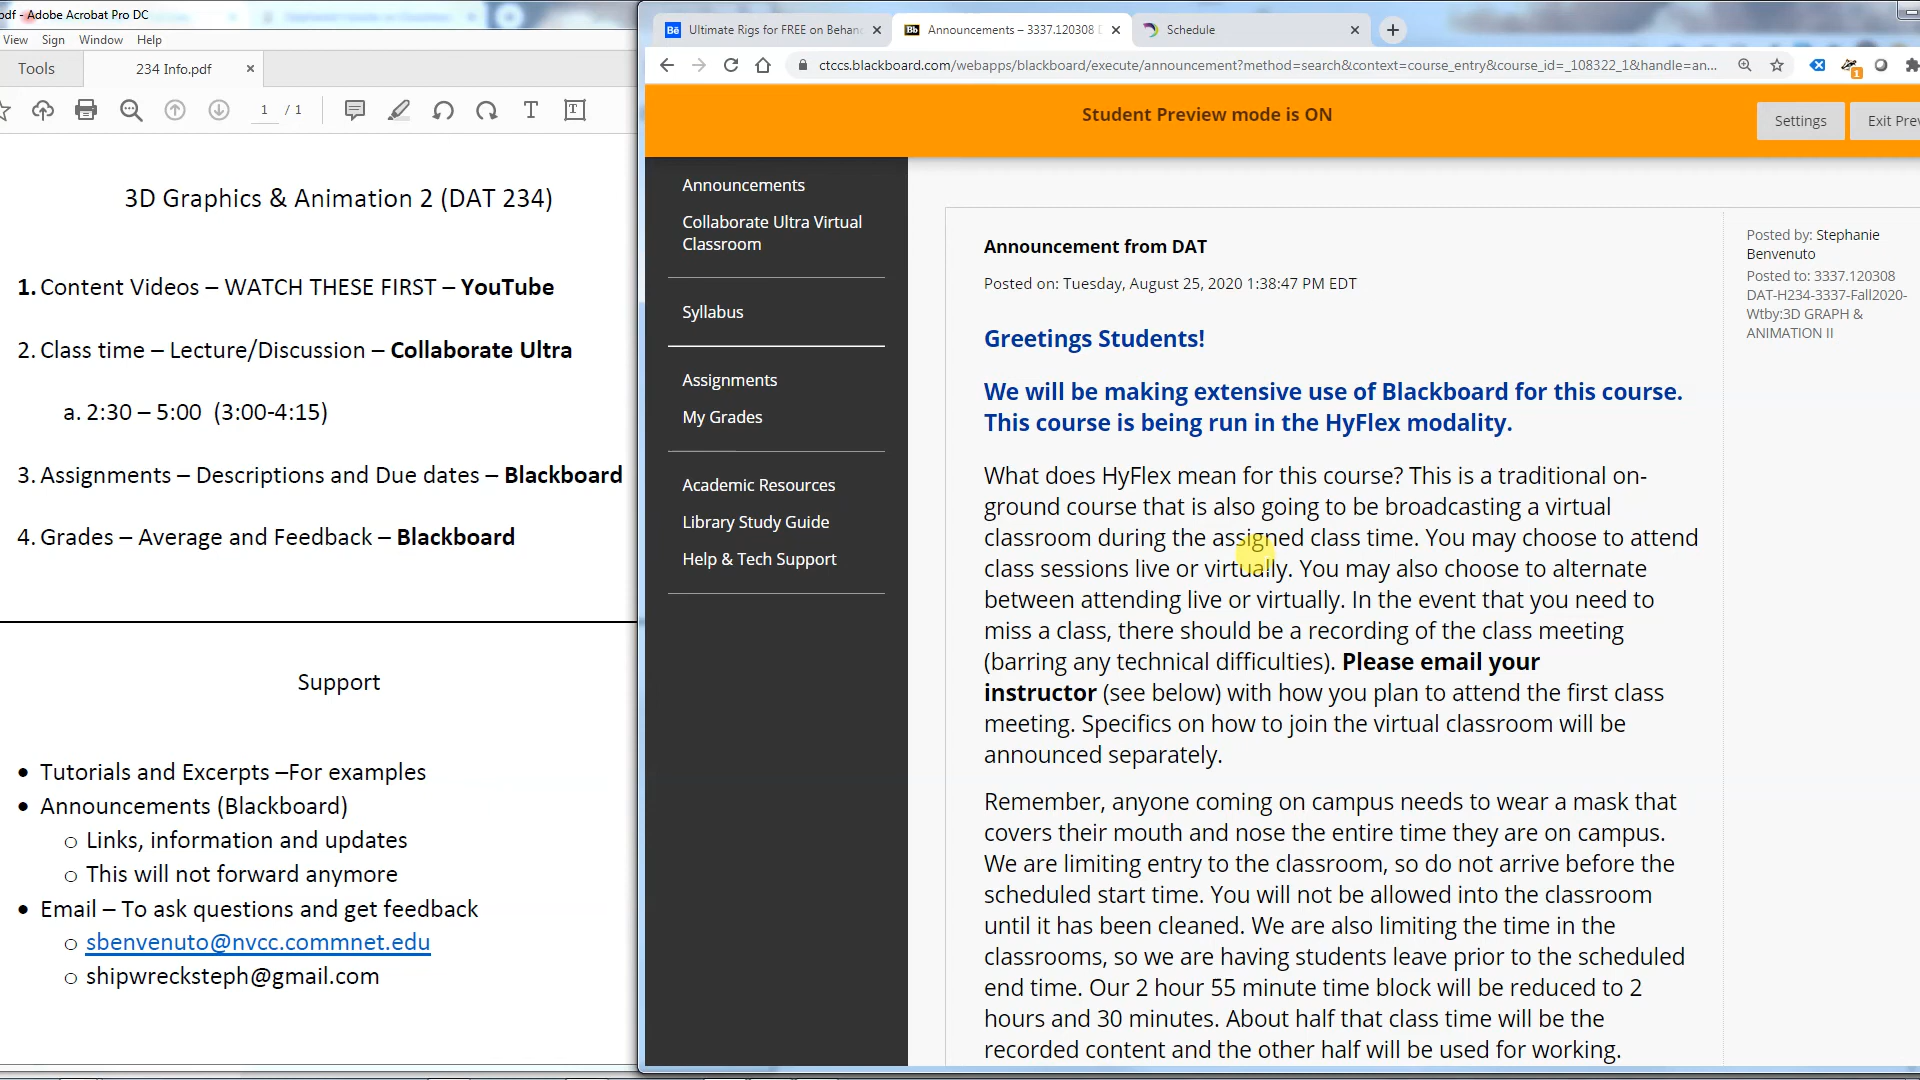 pdf - Adobe Acrobat Pro DC
View Sign Window Help
Tools
234 Info.pdf
1 / 1
3D Graphics & Animation 2 (DAT 234)
1. Content Videos – WATCH THESE FIRST – YouTube
2. Class time – Lecture/Discussion – Collaborate Ultra
a. 2:30 – 5:00 (3:00-4:15)
3. Assignments – Descriptions and Due dates – Blackboard
4. Grades – Average and Feedback – Blackboard
Support
• Tutorials and Excerpts –For examples
• Announcements (Blackboard)
o Links, information and updates
o This will not forward anymore
• Email – To ask questions and get feedback
o sbenvenuto@nvcc.commnet.edu
o shipwrecksteph@gmail.com
Bē Ultimate Rigs for FREE on Behan
Bb Announcements – 3337.120308
Schedule
ctccs.blackboard.com/webapps/blackboard/execute/announcement?method=search&context=course_entry&course_id=_108322_1&handle=an...
1
Student Preview mode is ON
Settings
Exit Prev
Announcements
Collaborate Ultra Virtual
Classroom
Syllabus
Assignments
My Grades
Academic Resources
Library Study Guide
Help & Tech Support
Announcement from DAT
Posted on: Tuesday, August 25, 2020 1:38:47 PM EDT
Greetings Students!
We will be making extensive use of Blackboard for this course.
This course is being run in the HyFlex modality.
What does HyFlex mean for this course? This is a traditional on-
ground course that is also going to be broadcasting a virtual
classroom during the assigned class time. You may choose to attend
class sessions live or virtually. You may also choose to alternate
between attending live or virtually. In the event that you need to
miss a class, there should be a recording of the class meeting
(barring any technical difficulties). Please email your
instructor (see below) with how you plan to attend the first class
meeting. Specifics on how to join the virtual classroom will be
announced separately.
Remember, anyone coming on campus needs to wear a mask that
covers their mouth and nose the entire time they are on campus.
We are limiting entry to the classroom, so do not arrive before the
scheduled start time. You will not be allowed into the classroom
until it has been cleaned. We are also limiting the time in the
classrooms, so we are having students leave prior to the scheduled
end time. Our 2 hour 55 minute time block will be reduced to 2
hours and 30 minutes. About half that class time will be the
recorded content and the other half will be used for working.
Posted by: Stephanie
Benvenuto
Posted to: 3337.120308
DAT-H234-3337-Fall2020-
Wtby:3D GRAPH &
ANIMATION II